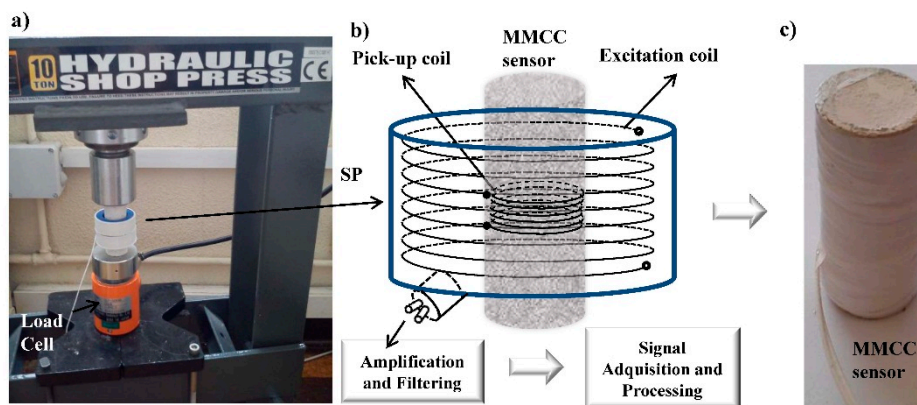 a)
10
TON
HYDRAULIC
SHOP PRESS
CE
SP
Load
Cell
b)
MMCC
sensor
Pick-up coil
Excitation coil
Amplification
and Filtering
Signal
Adquisition and
Processing
c)
MMCC
sensor